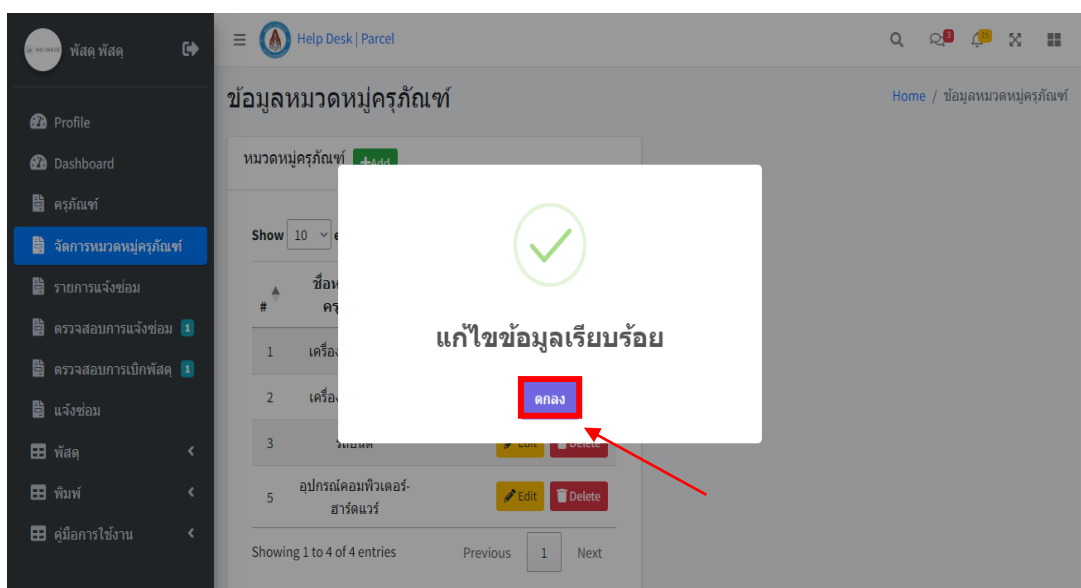 พัสดุ พัสดุ
Profile
Dashboard
ครุภัณฑ์
จัดการหมวดหมู่ครุภัณฑ์
รายการแจ้งซ่อม
ตรวจสอบการแจ้งซ่อม 1
ตรวจสอบการเบิกพัสดุ 1
แจ้งซ่อม
พัสดุ
พิมพ์
คู่มือการใช้งาน
Help Desk | Parcel
3
15
ข้อมูลหมวดหมู่ครุภัณฑ์
Home / ข้อมูลหมวดหมู่ครุภัณฑ์
หมวดหมู่ครุภัณฑ์ +Add
Show 10
#
1
2
3 รถยนต์ Edit Delete
5 อุปกรณ์คอมพิวเตอร์-
ฮาร์ดแวร์ Edit Delete
Showing 1 to 4 of 4 entries Previous 1 Next
แก้ไขข้อมูลเรียบร้อย
ตกลง